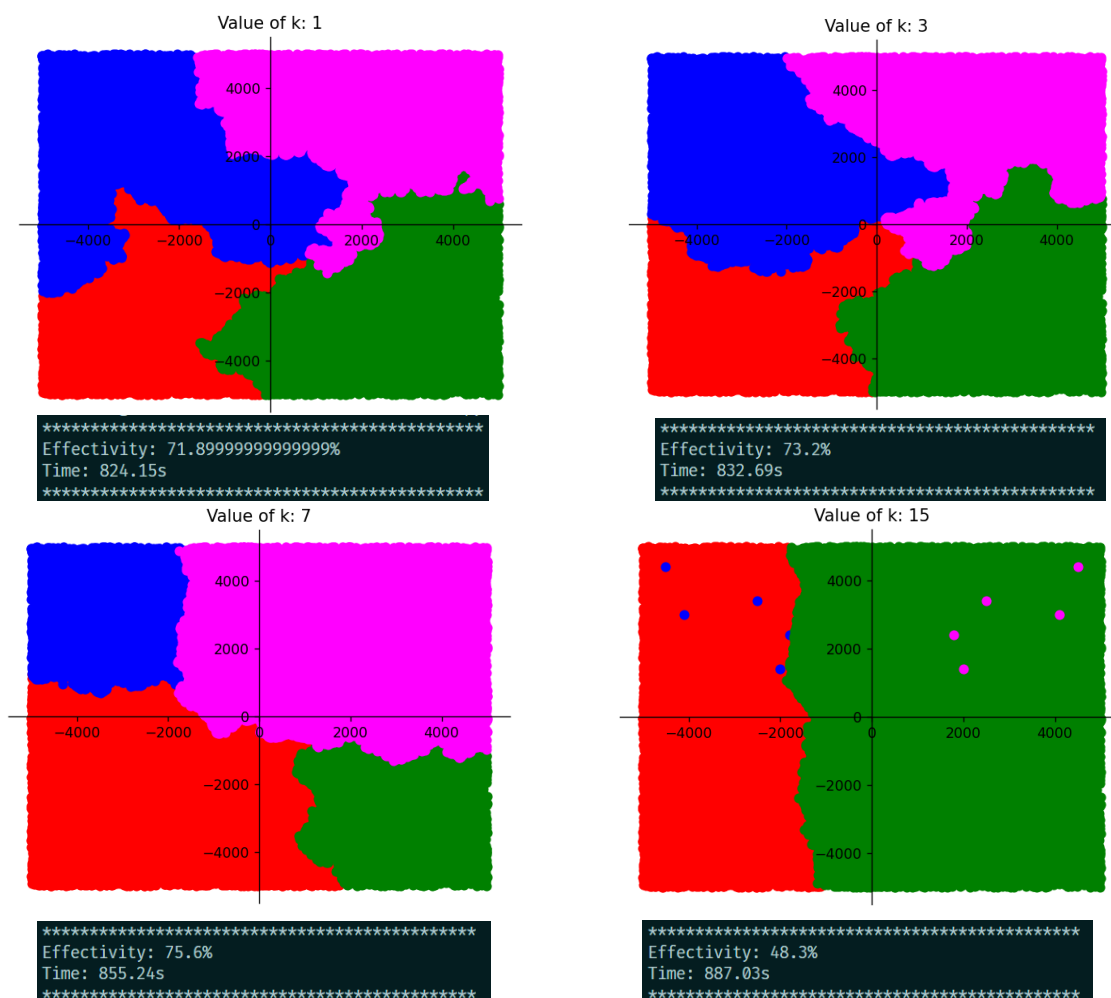 Value of k: 1
4000
2000
0
−4000 −2000 0 2000 4000
−2000
−4000
*********************************************
Effectivity: 71.89999999999999%
Time: 824.15s
*********************************************
Value of k: 3
4000
2000
0
−4000 −2000 0 2000 4000
−2000
−4000
*********************************************
Effectivity: 73.2%
Time: 832.69s
*********************************************
Value of k: 7
4000
2000
0
−4000 −2000 0 2000 4000
−2000
−4000
*********************************************
Effectivity: 75.6%
Time: 855.24s
*********************************************
Value of k: 15
4000
2000
0
−4000 −2000 0 2000 4000
−2000
−4000
*********************************************
Effectivity: 48.3%
Time: 887.03s
*********************************************